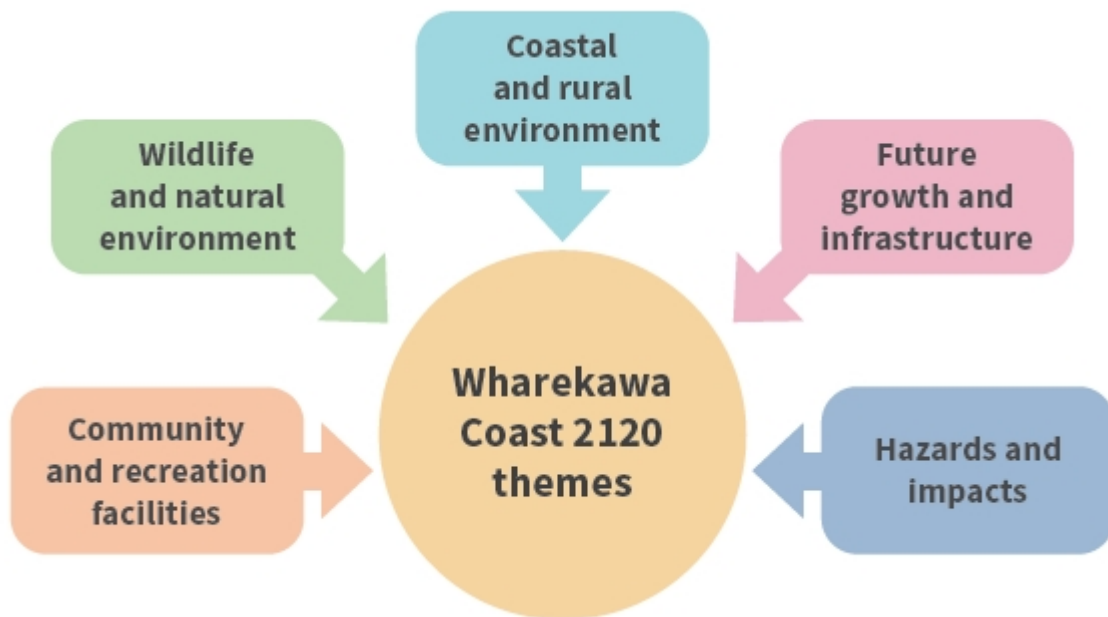 Coastal
and rural
environment
Wildlife
and natural
environment
Future
growth and
infrastructure
Community
and recreation
facilities
Wharekawa
Coast 2120
themes
Hazards and
impacts